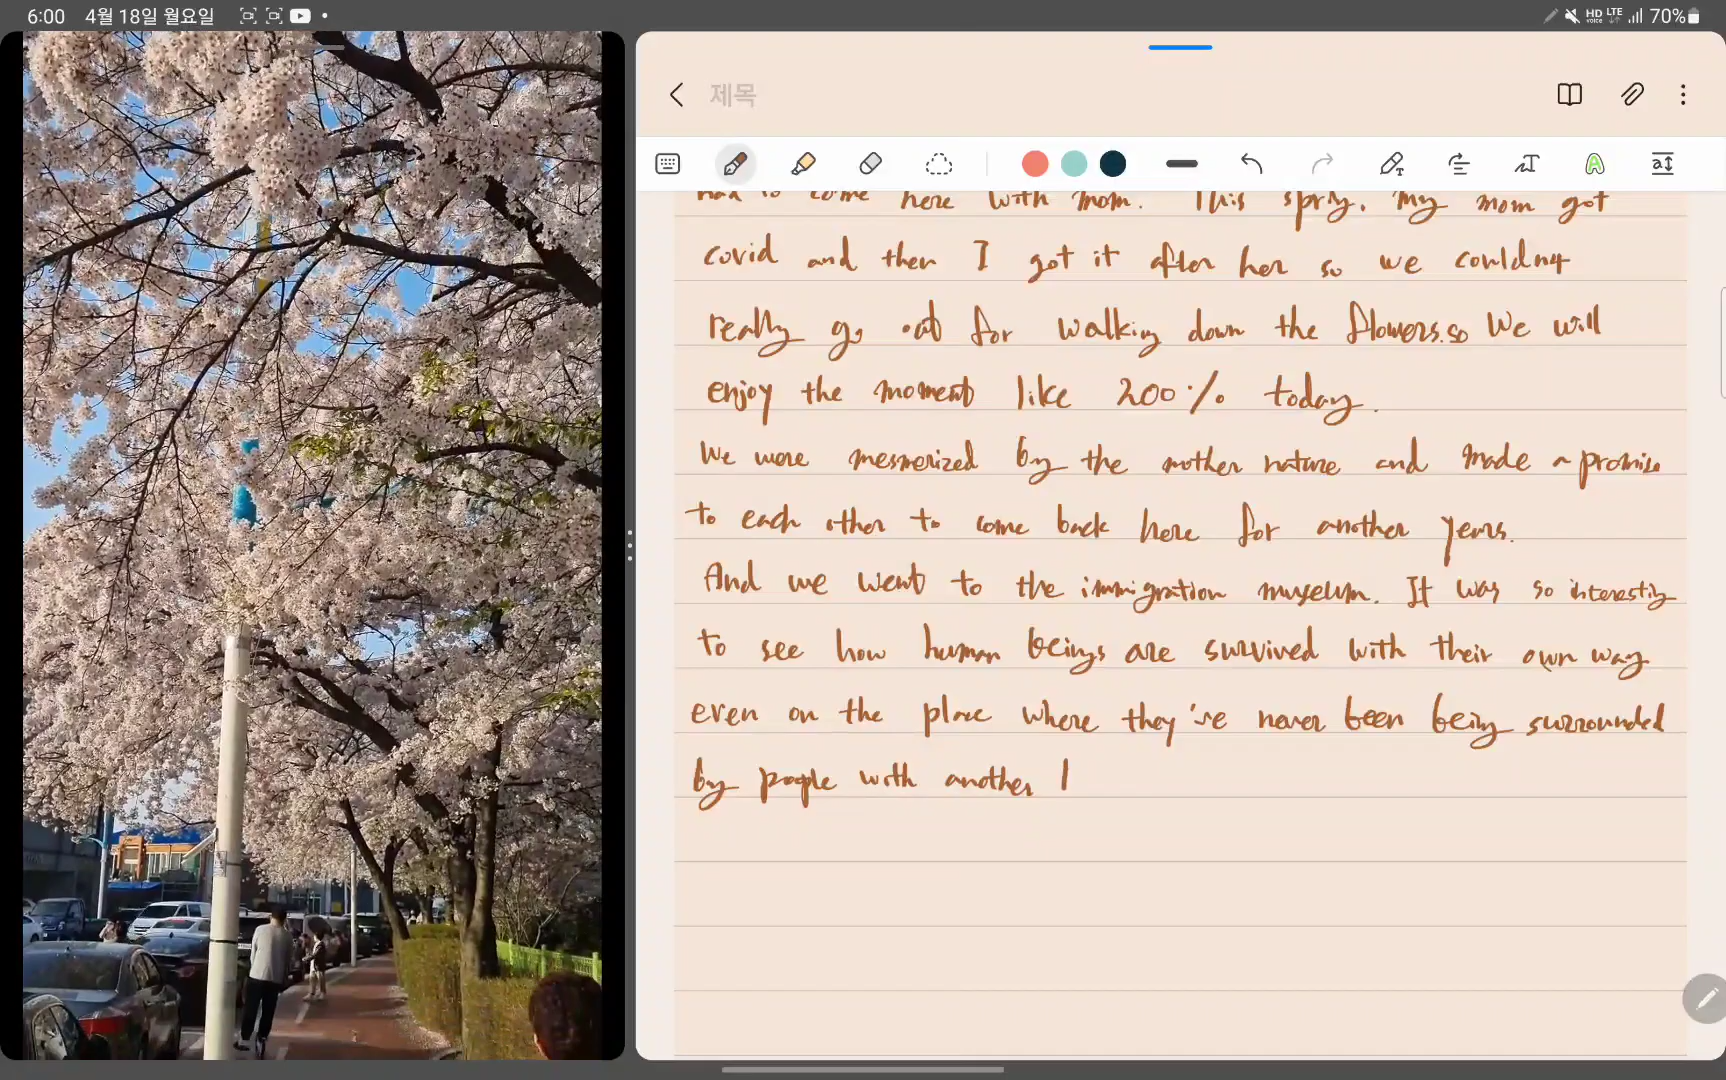 6:00 4월 18일 월요일 HD voice LTE 70%
제목
come here with mom. This spring, my mom got
covid and then I got it after her so we couldn't
really go out for walking down the flowers. so We will
enjoy the moment like 200% today.
We were mesmerized by the mother nature and made a promise
to each other to come back here for another years.
And we went to the immigration museum. It was so interesting
to see how human beings are survived with their own way
even on the place where they've never been being surrounded
by people with another l